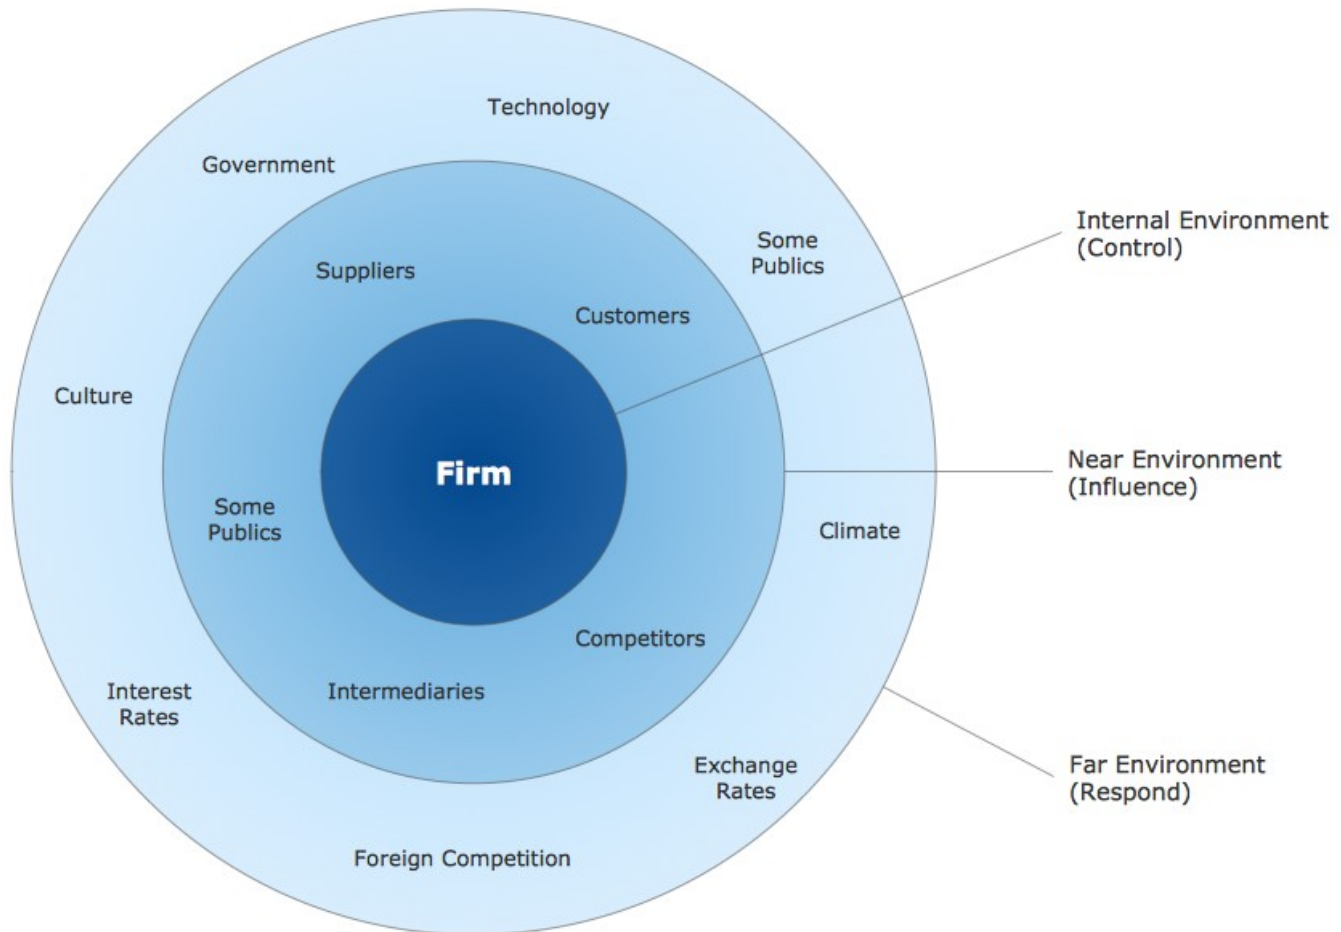 Technology
Government
Some
Publics
Internal Environment
(Control)
Suppliers
Customers
Culture
Firm
Near Environment
(Influence)
Some
Publics
Climate
Competitors
Intermediaries
Interest
Rates
Exchange
Rates
Far Environment
(Respond)
Foreign Competition